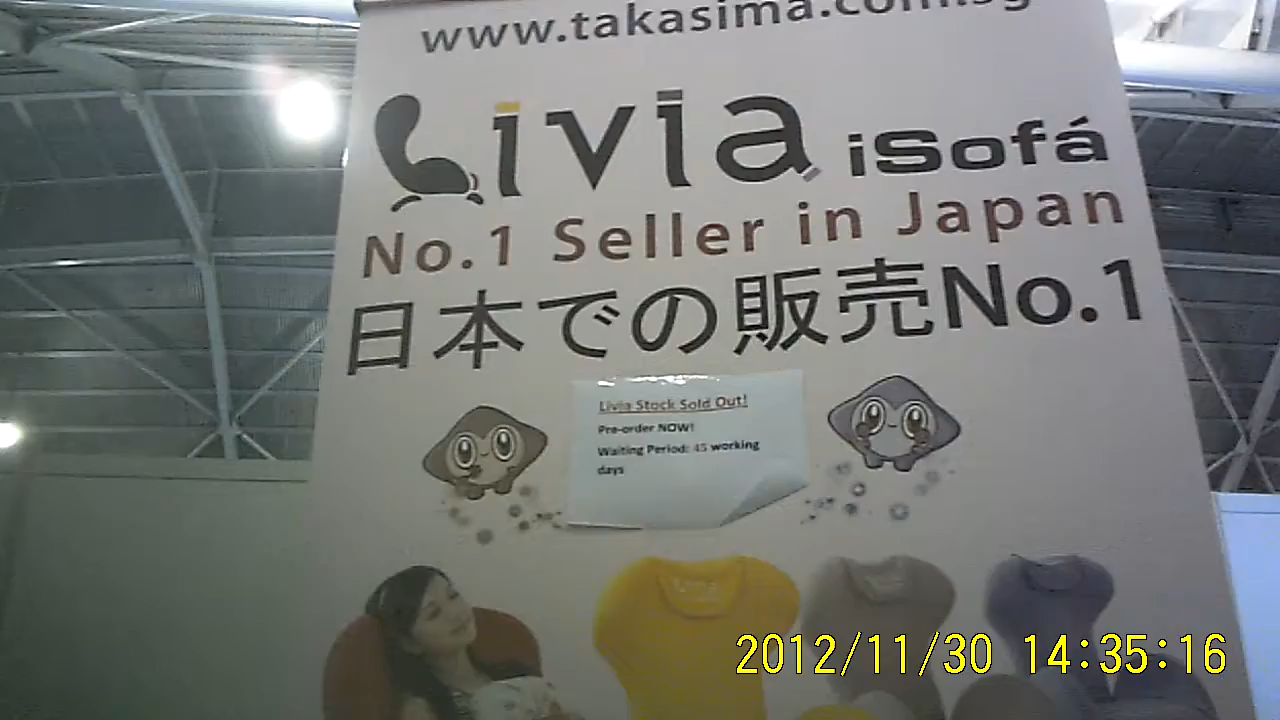 www.takasima.com.sg
Livia iSofá
No.1 Seller in Japan
日本での販売No.1
Livia Stock Sold Out!
Pre-order NOW!
Waiting Period: 45 working
days
2012/11/30 14:35:16